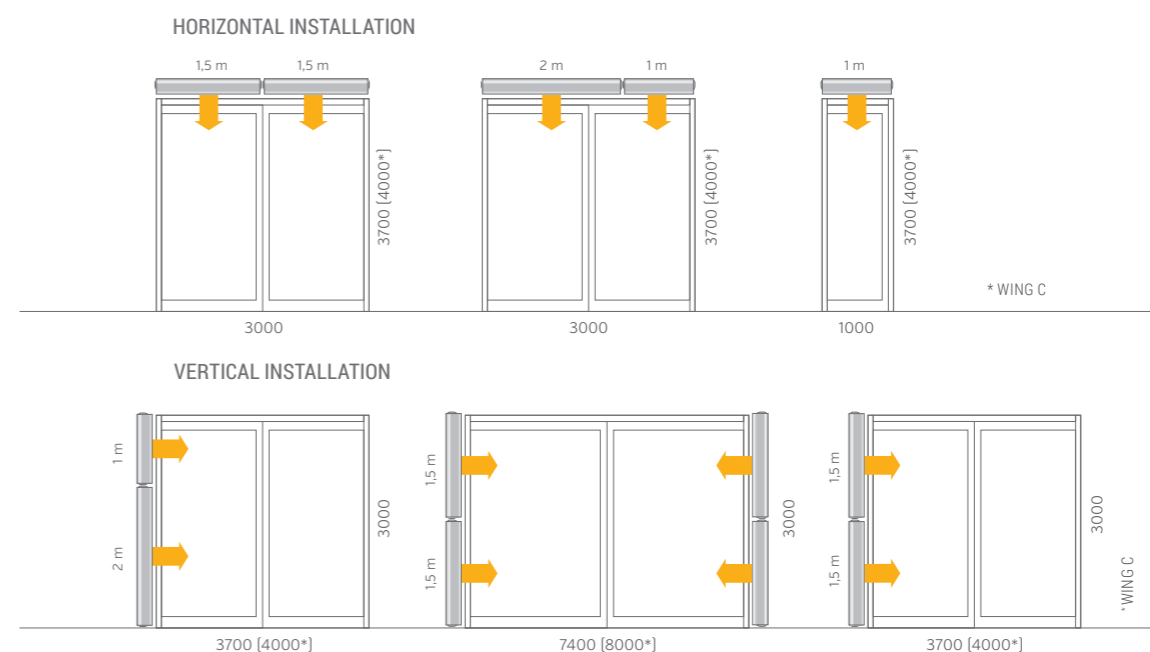 HORIZONTAL INSTALLATION
1,5 m 1,5 m 2 m 1 m 1 m
3700 (4000*) 3700 (4000*) 3700 (4000*)
* WING C
3000 3000 1000
VERTICAL INSTALLATION
1 m 1,5 m 1,5 m
3000 3000 3000
2 m 1,5 m 1,5 m
*WING C
3700 (4000*) 7400 (8000*) 3700 (4000*)